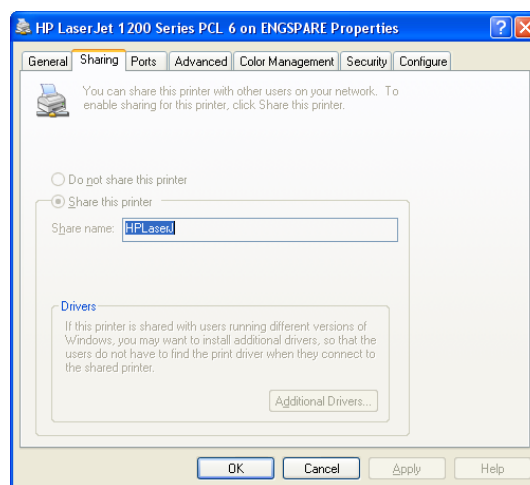 HP LaserJet 1200 Series PCL 6 on ENGSPARE Properties
General Sharing Ports Advanced Color Management Security Configure
You can share this printer with other users on your network. To
enable sharing for this printer, click Share this printer.
Do not share this printer
Share this printer
Share name: HPLaserJ
Drivers
If this printer is shared with users running different versions of
Windows, you may want to install additional drivers, so that the
users do not have to find the print driver when they connect to
the shared printer.
Additional Drivers...
OK Cancel Apply Help